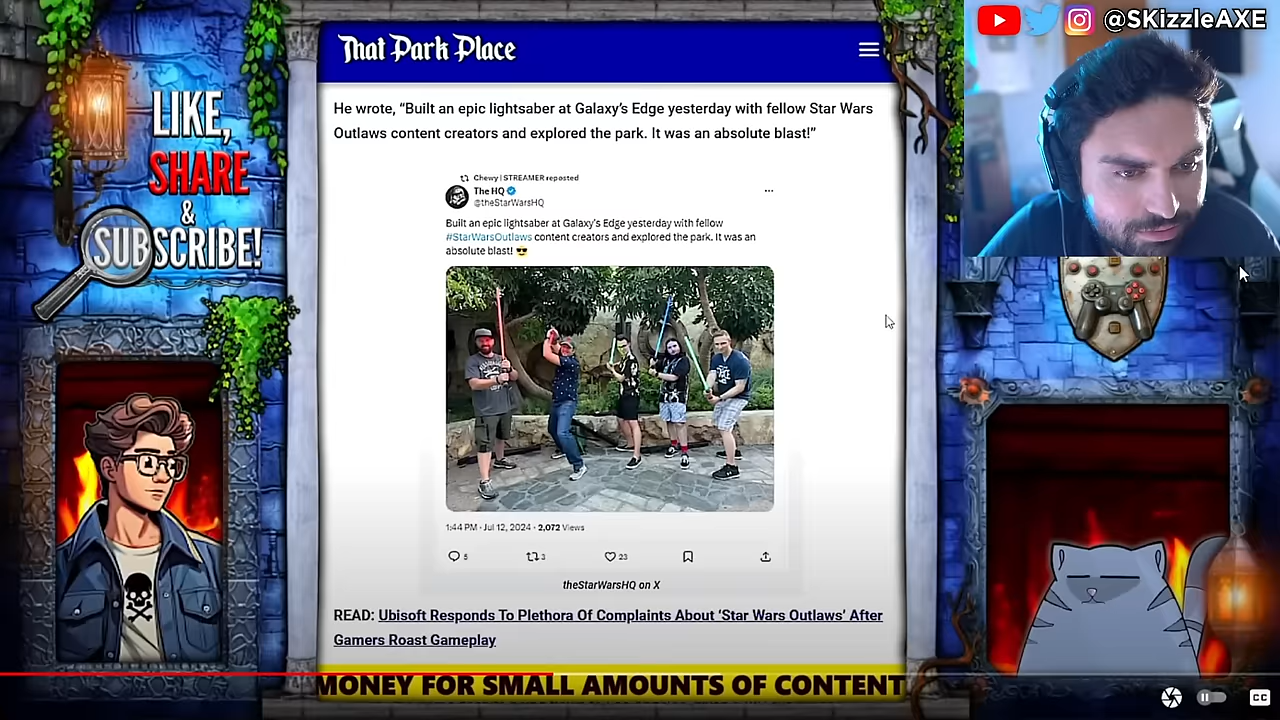 @SKizzleAXE
That Park Place
LIKE,
SHARE
&
SUBSCRIBE!
He wrote, “Built an epic lightsaber at Galaxy’s Edge yesterday with fellow Star Wars
Outlaws content creators and explored the park. It was an absolute blast!”
Chewy | STREAMER reposted
The HQ
@theStarWarsHQ
Built an epic lightsaber at Galaxy's Edge yesterday with fellow
#StarWarsOutlaws content creators and explored the park. It was an
absolute blast! 😎
1:44 PM · Jul 12, 2024 · 2,072 Views
5
3
23
theStarWarsHQ on X
READ: Ubisoft Responds To Plethora Of Complaints About ‘Star Wars Outlaws’ After
Gamers Roast Gameplay
MONEY FOR SMALL AMOUNTS OF CONTENT
CC